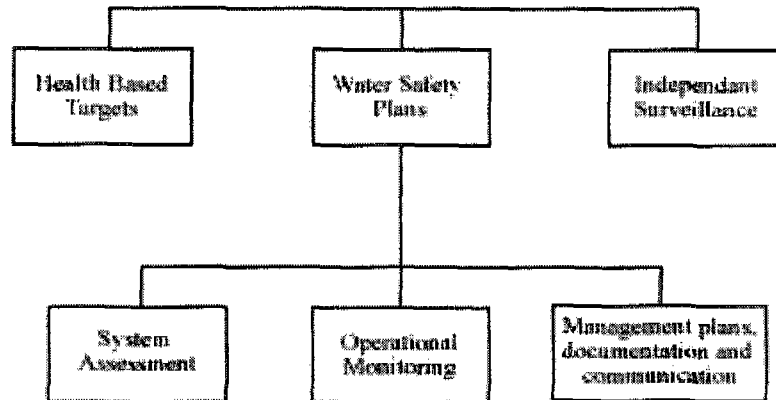 Health Based
Targets
Water Safety
Plans
Independant
Surveillance
System
Assessment
Operational
Monitoring
Management plans,
documentation and
communication